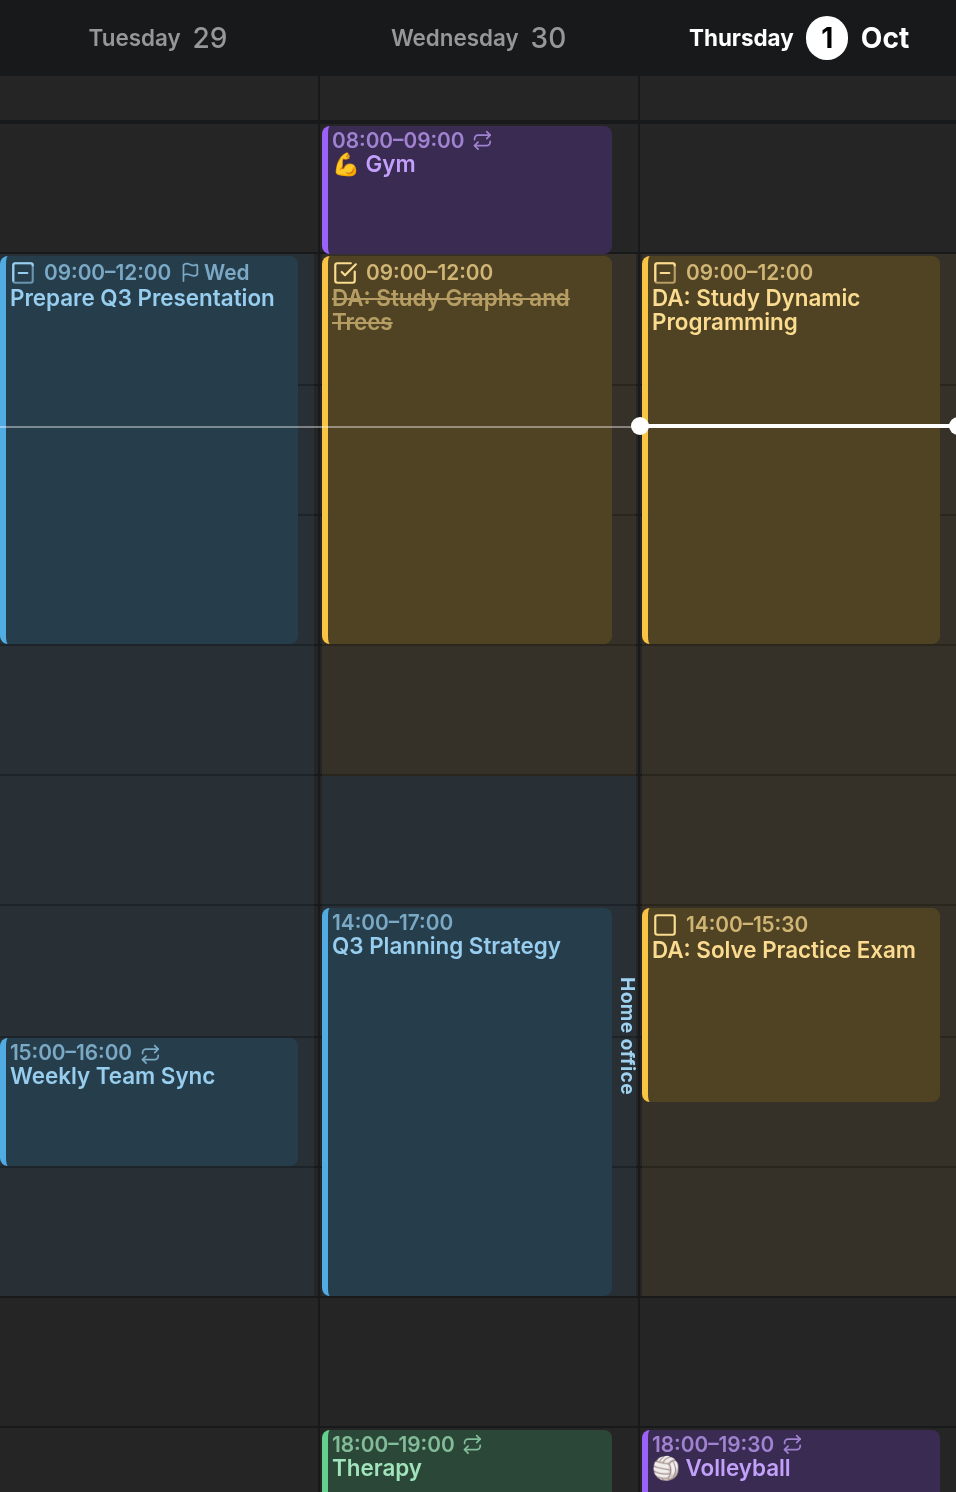 Tuesday 29
Wednesday 30
Thursday 1 Oct
08:00–09:00
💪 Gym
09:00–12:00 Wed
Prepare Q3 Presentation
09:00–12:00
DA: Study Graphs and
Trees
09:00–12:00
DA: Study Dynamic
Programming
14:00–17:00
Q3 Planning Strategy
Home office
14:00–15:30
DA: Solve Practice Exam
15:00–16:00
Weekly Team Sync
18:00–19:00
Therapy
18:00–19:30
🏐 Volleyball